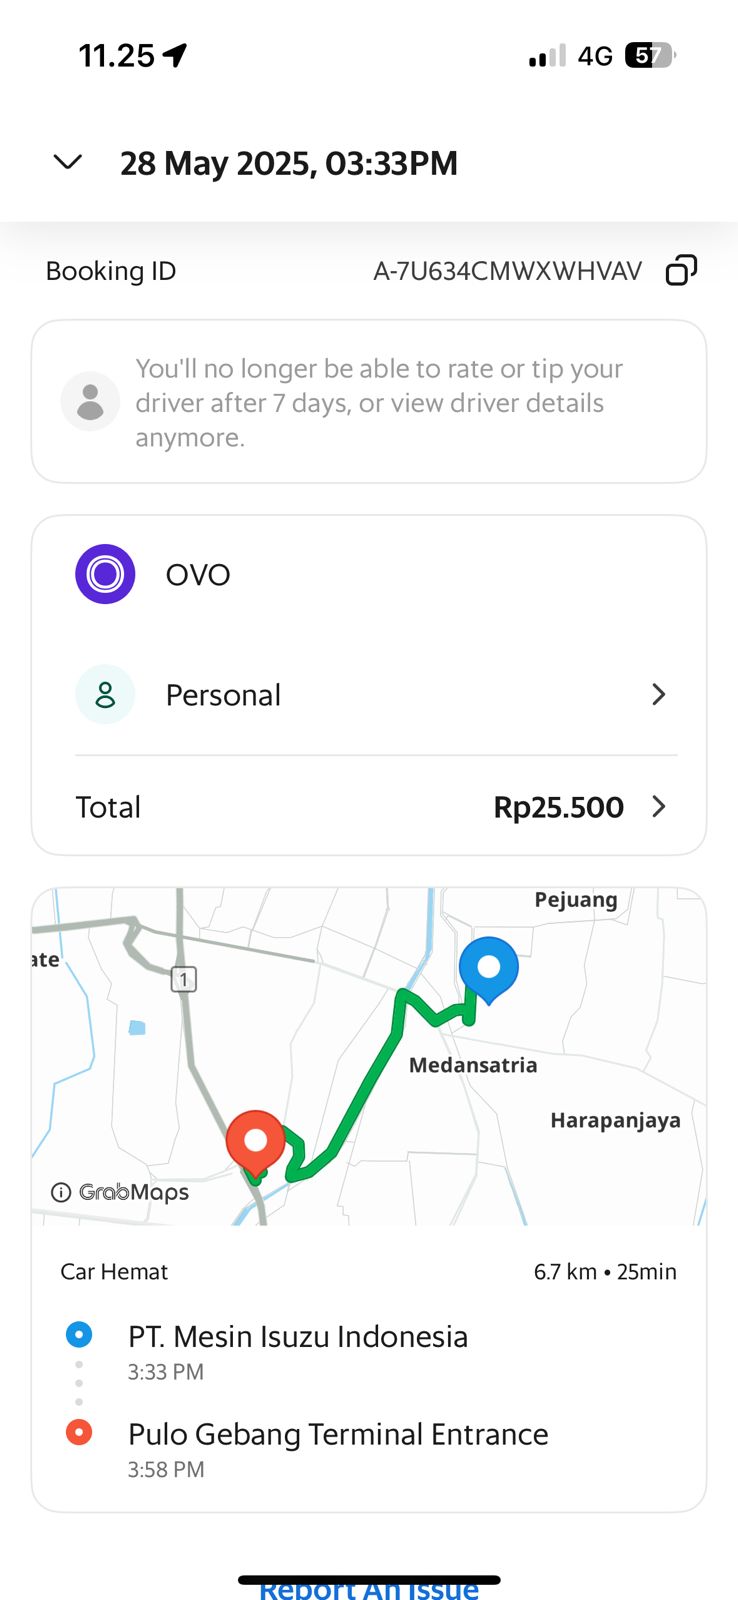 11.25
4G
57
28 May 2025, 03:33PM
Booking ID
A-7U634CMWXWHVAV
You'll no longer be able to rate or tip your
driver after 7 days, or view driver details
anymore.
OVO
Personal
Total
Rp25.500
Pejuang
ate
1
Medansatria
Harapanjaya
GrabMaps
Car Hemat
6.7 km • 25min
PT. Mesin Isuzu Indonesia
3:33 PM
Pulo Gebang Terminal Entrance
3:58 PM
Report An Issue